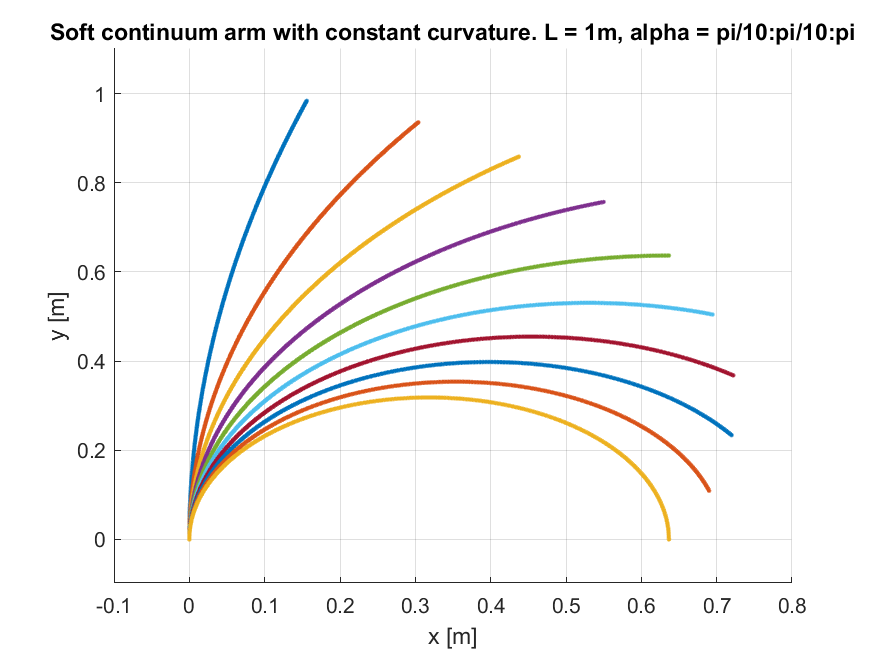 Soft continuum arm with constant curvature. L = 1m, alpha = pi/10:pi/10:pi
1
0.8
0.6
0.4
0.2
0
y [m]
-0.1 0 0.1 0.2 0.3 0.4 0.5 0.6 0.7 0.8
x [m]